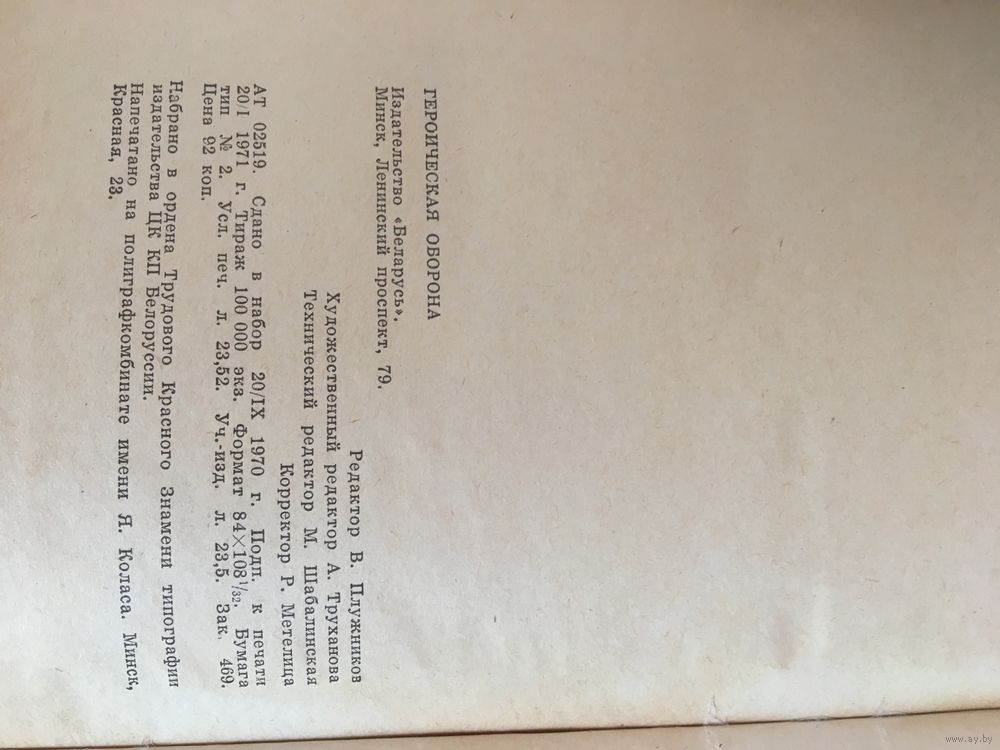 ГЕРОИЧЕСКАЯ ОБОРОНА
Издательство «Беларусь».
Минск, Ленинский проспект, 79.
Редактор В. Плужников
Художественный редактор А. Труханова
Технический редактор М. Шабалинская
Корректор Р. Метелица
АТ 02519. Сдано в набор 20/IX 1970 г. Подп. к печати
20/I 1971 г. Тираж 100 000 экз. Формат 84×108 1/32. Бумага
тип № 2. Усл. печ. л. 23,52. Уч.-изд. л. 23,5. Зак. 469.
Цена 92 коп.
Набрано в ордена Трудового Красного Знамени типографии
издательства ЦК КП Белоруссии.
Напечатано на полиграфкомбинате имени Я. Коласа. Минск,
Красная, 23.
www.ay.by